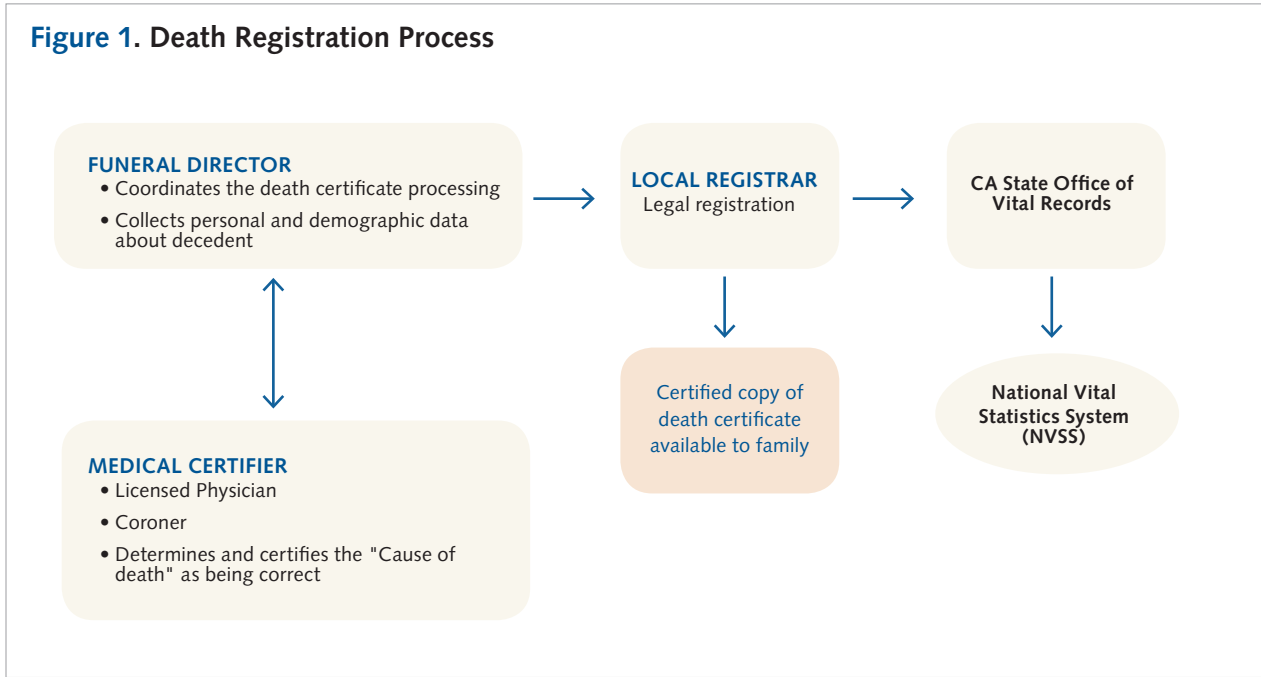 Figure 1. Death Registration Process
FUNERAL DIRECTOR
• Coordinates the death certificate processing
• Collects personal and demographic data
about decedent
LOCAL REGISTRAR
Legal registration
CA State Office of
Vital Records
Certified copy of
death certificate
available to family
National Vital
Statistics System
(NVSS)
MEDICAL CERTIFIER
• Licensed Physician
• Coroner
• Determines and certifies the "Cause of
death" as being correct